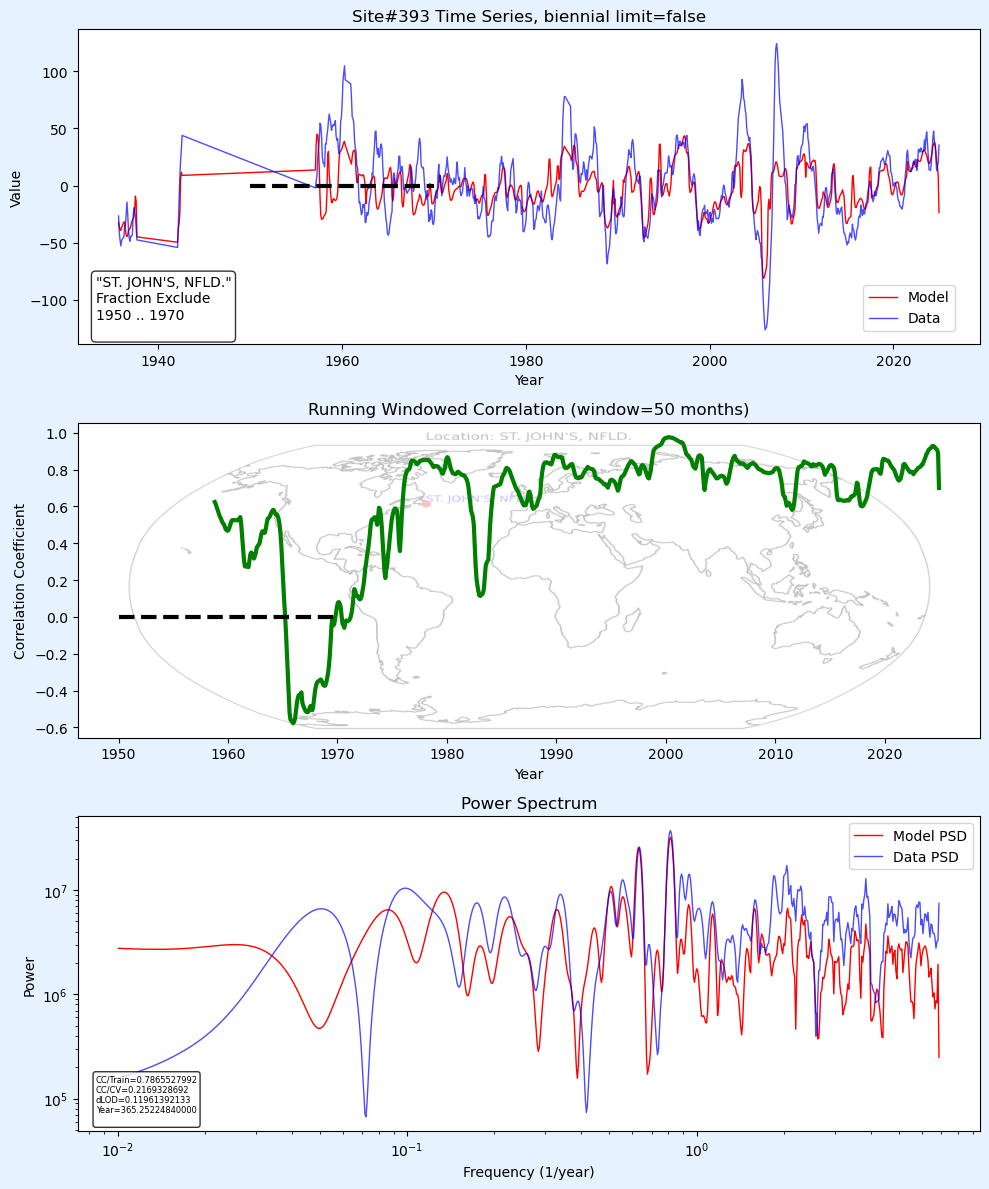 Site#393 Time Series, biennial limit=false
Value
100
50
0
−50
−100
"ST. JOHN'S, NFLD."
Fraction Exclude
1950 .. 1970
Model
Data
1940 1960 1980 2000 2020
Year
Running Windowed Correlation (window=50 months)
Location: ST. JOHN'S, NFLD.
ST. JOHN'S
Correlation Coefficient
1.0
0.8
0.6
0.4
0.2
0.0
−0.2
−0.4
−0.6
1950 1960 1970 1980 1990 2000 2010 2020
Year
Power Spectrum
Model PSD
Data PSD
Power
10⁷
10⁶
10⁵
CC/Train=0.7865527992
CC/CV=0.2169328692
dLOD=0.11961392133
Year=365.25224840000
10⁻² 10⁻¹ 10⁰
Frequency (1/year)